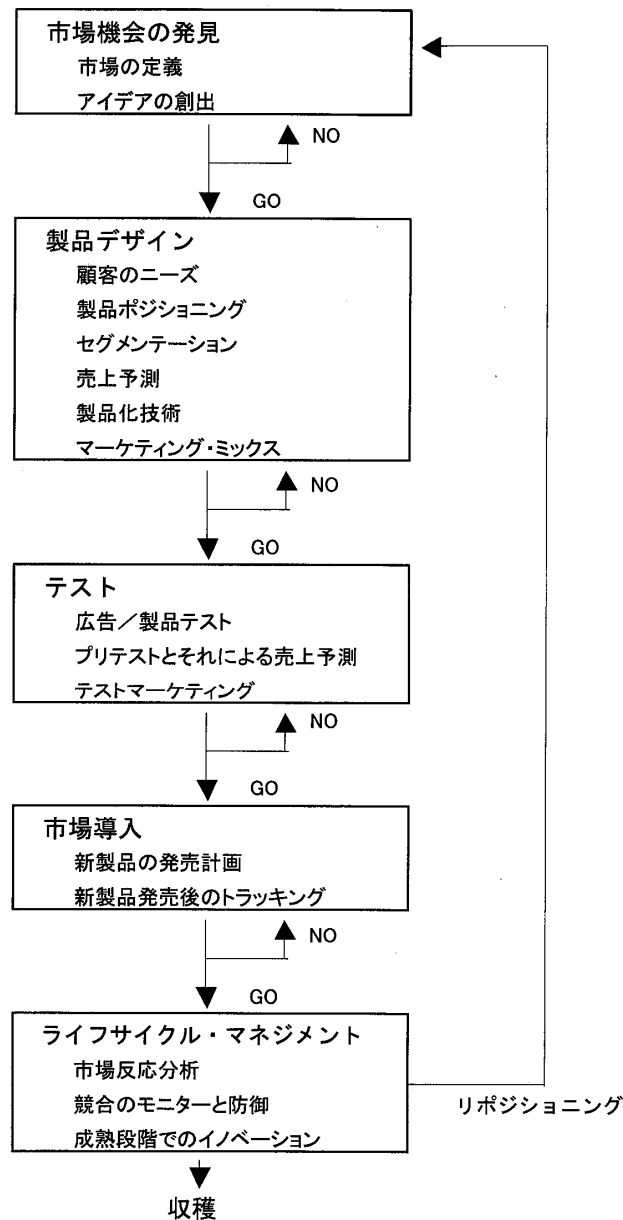 市場機会の発見
市場の定義
アイデアの創出
NO
GO
製品デザイン
顧客のニーズ
製品ポジショニング
セグメンテーション
売上予測
製品化技術
マーケティング・ミックス
NO
GO
テスト
広告／製品テスト
プリテストとそれによる売上予測
テストマーケティング
NO
GO
市場導入
新製品の発売計画
新製品発売後のトラッキング
NO
GO
ライフサイクル・マネジメント
市場反応分析
競合のモニターと防御
成熟段階でのイノベーション
リポジショニング
収穫